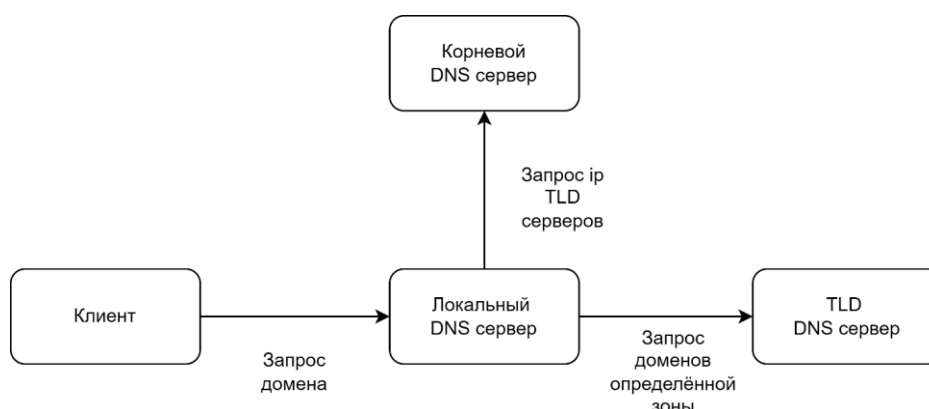 Корневой
DNS сервер
Запрос ip
TLD
серверов
Клиент
Локальный
DNS сервер
TLD
DNS сервер
Запрос
домена
Запрос
доменов
определённой
зоны